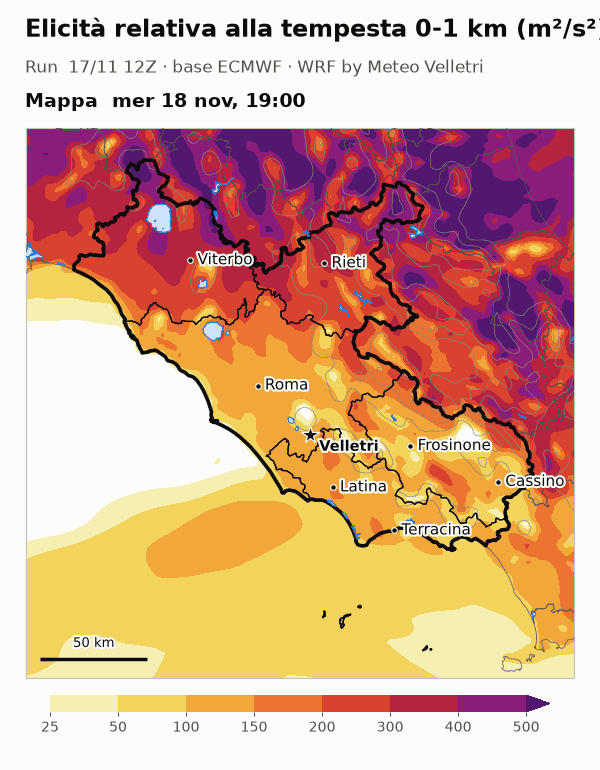 Elicità relativa alla tempesta 0-1 km (m²/s²)
Run 17/11 12Z · base ECMWF · WRF by Meteo Velletri
Mappa mer 18 nov, 19:00
Viterbo
Rieti
Roma
Velletri
Frosinone
Latina
Cassino
Terracina
50 km
25 50 100 150 200 300 400 500